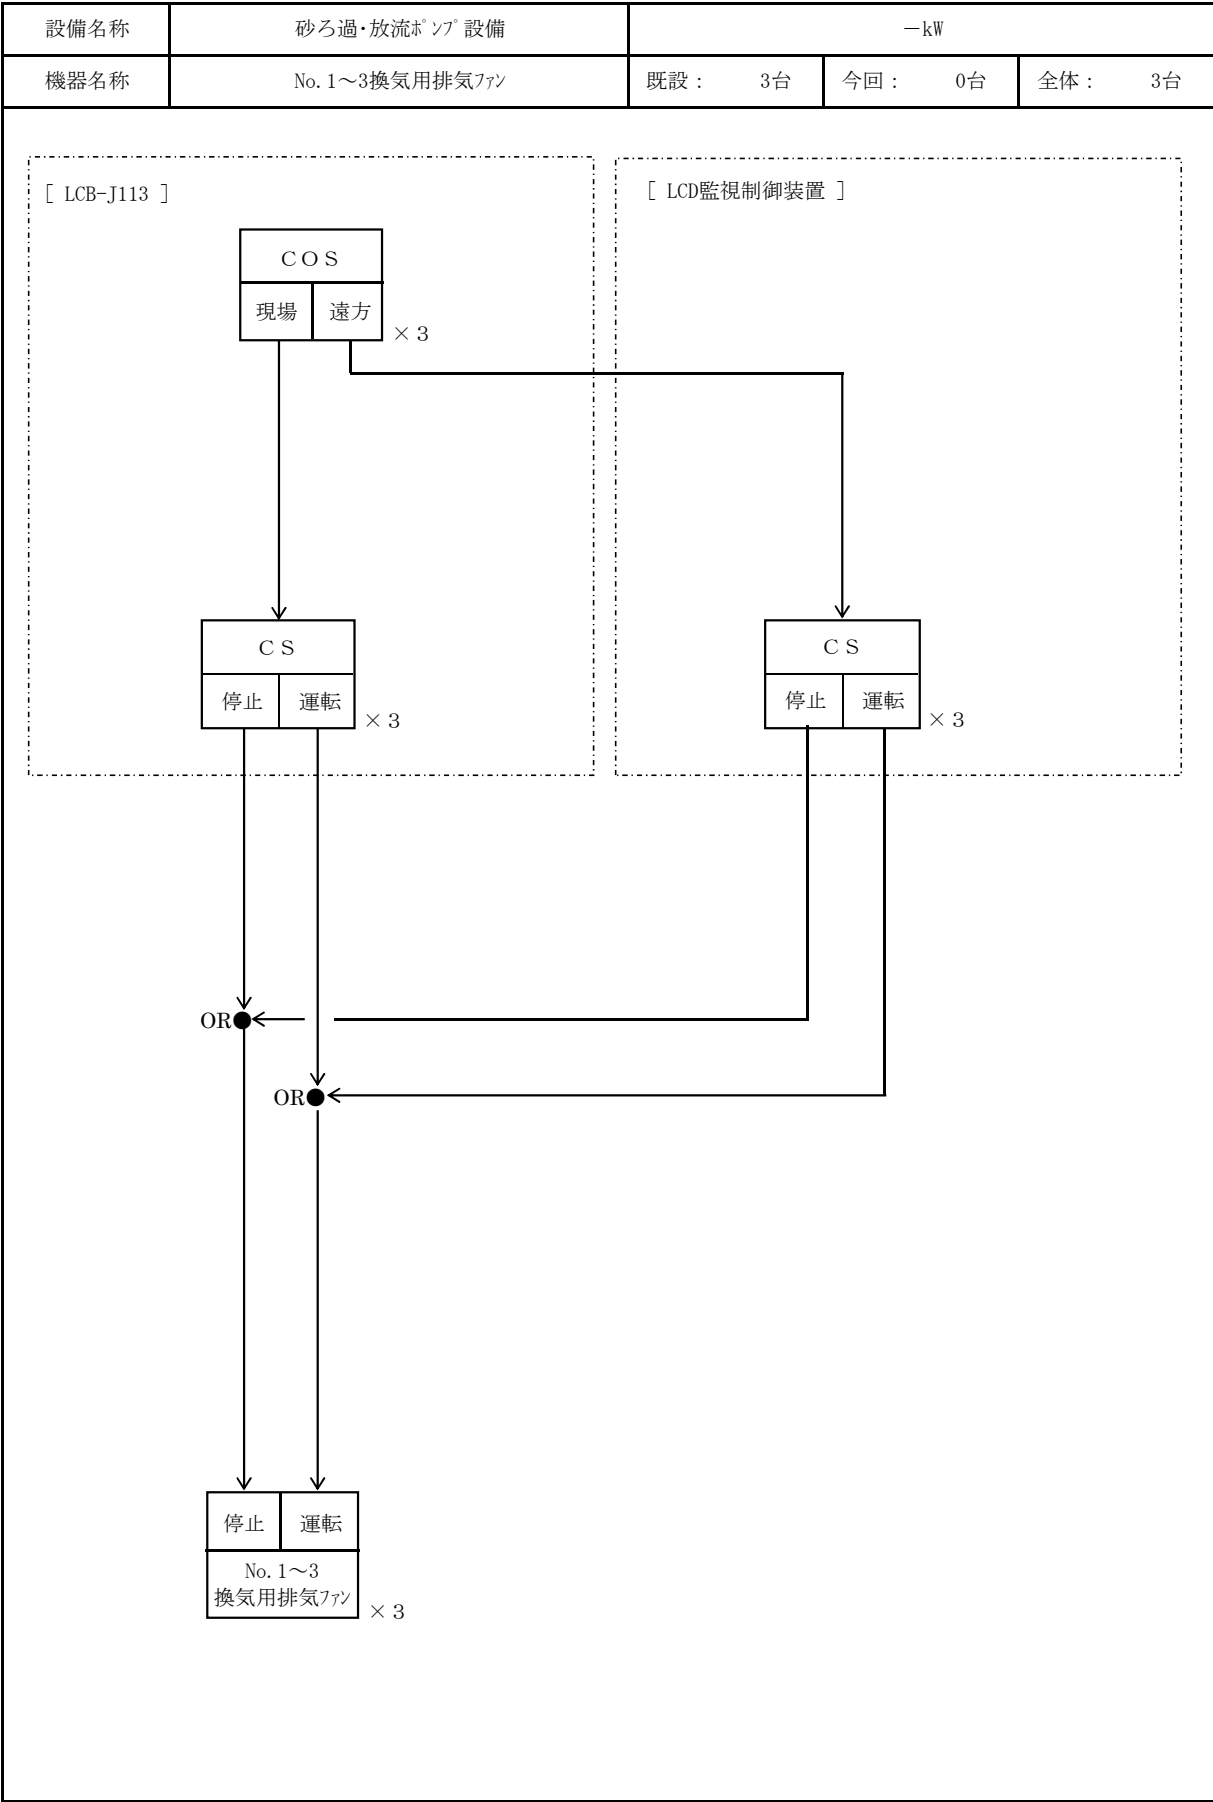 設備名称 砂ろ過･放流ﾎﾟﾝﾌﾟ設備 －kW
機器名称 No.1～3換気用排気ﾌｧﾝ 既設： 3台 今回： 0台 全体： 3台
[ LCB-J113 ]
[ LCD監視制御装置 ]
ＣＯＳ
現場 遠方
×３
ＣＳ
停止 運転
×３
ＣＳ
停止 運転
×３
OR
OR
停止 運転
No.1～3
換気用排気ﾌｧﾝ
×３